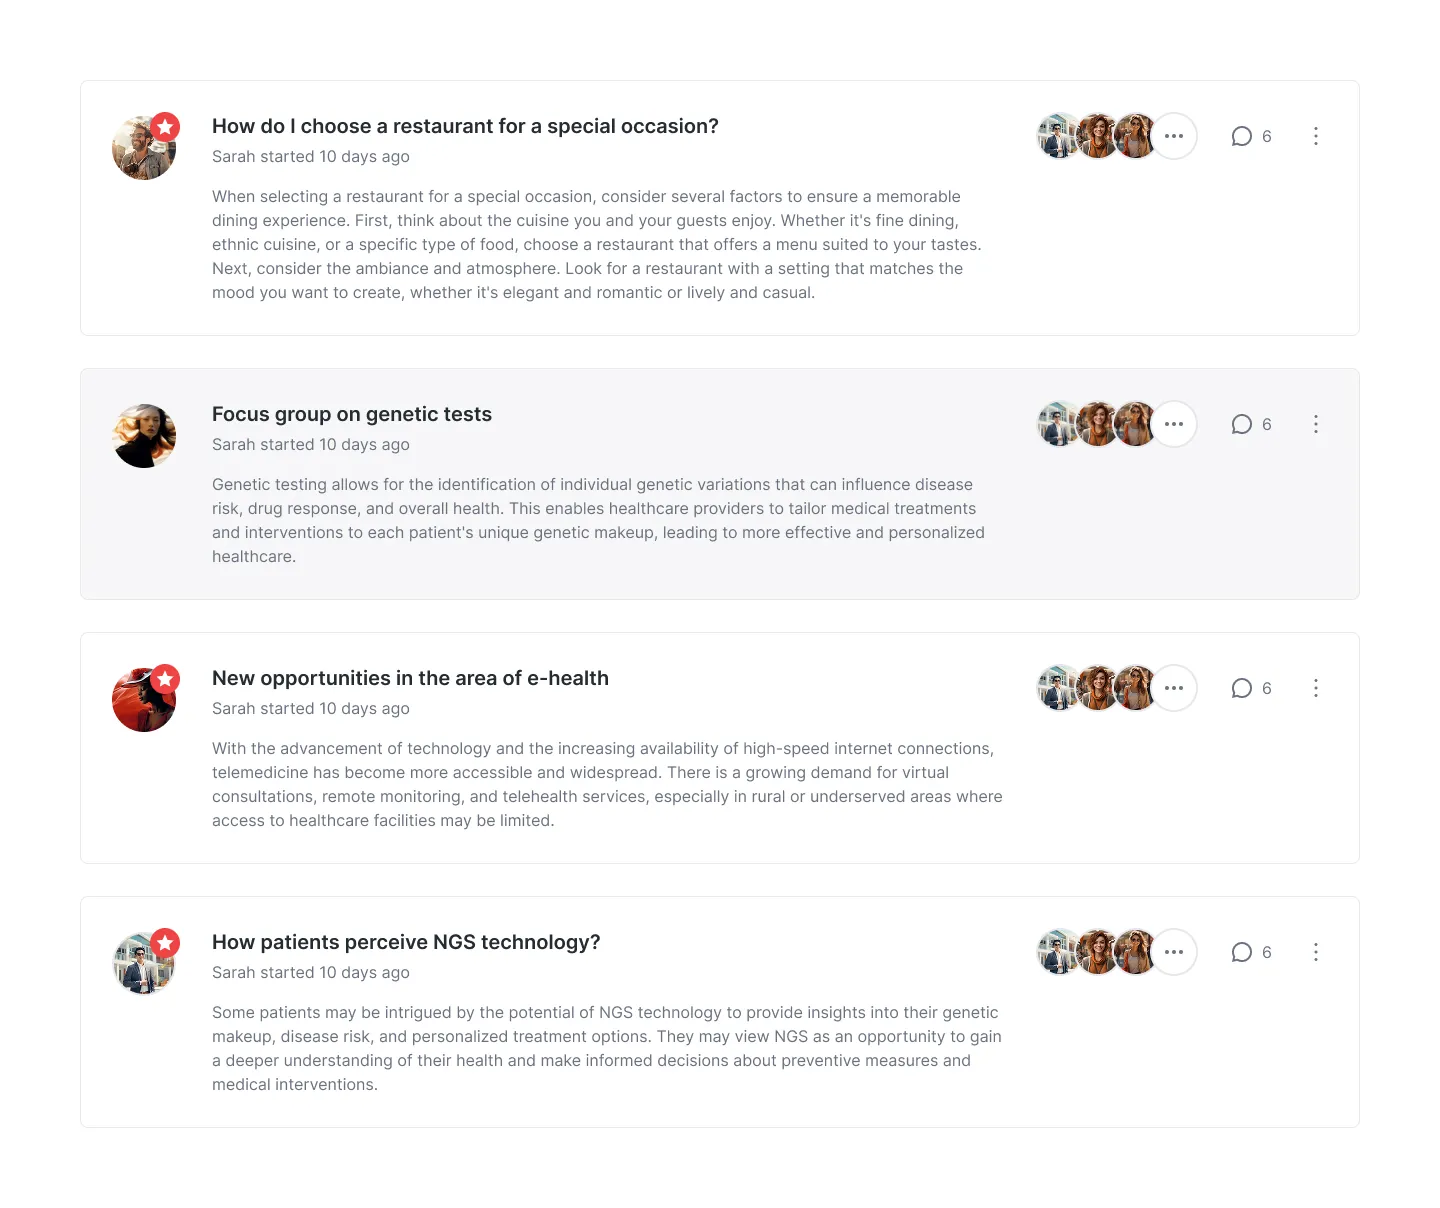 How do I choose a restaurant for a special occasion?
6
Sarah started 10 days ago
When selecting a restaurant for a special occasion, consider several factors to ensure a memorable
dining experience. First, think about the cuisine you and your guests enjoy. Whether it's fine dining,
ethnic cuisine, or a specific type of food, choose a restaurant that offers a menu suited to your tastes.
Next, consider the ambiance and atmosphere. Look for a restaurant with a setting that matches the
mood you want to create, whether it's elegant and romantic or lively and casual.
Focus group on genetic tests
6
Sarah started 10 days ago
Genetic testing allows for the identification of individual genetic variations that can influence disease
risk, drug response, and overall health. This enables healthcare providers to tailor medical treatments
and interventions to each patient's unique genetic makeup, leading to more effective and personalized
healthcare.
New opportunities in the area of e-health
6
Sarah started 10 days ago
With the advancement of technology and the increasing availability of high-speed internet connections,
telemedicine has become more accessible and widespread. There is a growing demand for virtual
consultations, remote monitoring, and telehealth services, especially in rural or underserved areas where
access to healthcare facilities may be limited.
How patients perceive NGS technology?
6
Sarah started 10 days ago
Some patients may be intrigued by the potential of NGS technology to provide insights into their genetic
makeup, disease risk, and personalized treatment options. They may view NGS as an opportunity to gain
a deeper understanding of their health and make informed decisions about preventive measures and
medical interventions.